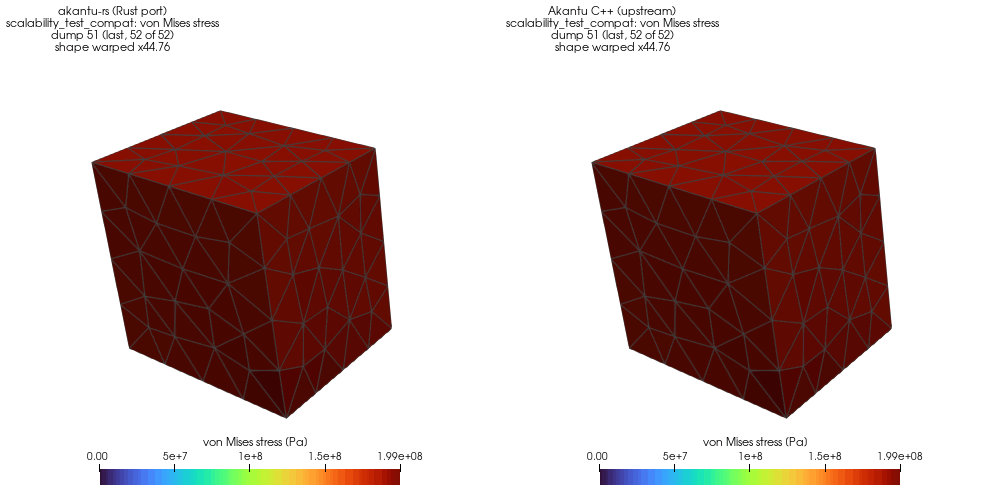 akantu-rs (Rust port)
scalability_test_compat: von Mises stress
dump 51 (last, 52 of 52)
shape warped x44.76
Akantu C++ (upstream)
scalability_test_compat: von Mises stress
dump 51 (last, 52 of 52)
shape warped x44.76
von Mises stress (Pa)
0.00 5e+7 1e+8 1.5e+8 1.99e+08
von Mises stress (Pa)
0.00 5e+7 1e+8 1.5e+8 1.99e+08